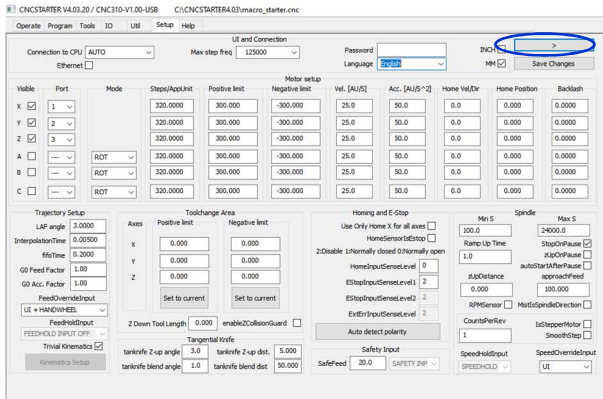 CNCSTARTER V4.03.20 / CNC310-V1.00-USB C:\CNCSTARTER4.03\macro_starter.cnc
Operate Program Tools IO Util Setup Help
UI and Connection
Connection to CPU AUTO Max step freq 125000 Password INCH >
Ethernet Language English MM Save Changes
Motor setup
Visible Port Mode Steps/AppUnit Positive limit Negative limit Vel. [AU/S] Acc. [AU/S^2] Home Vel/Dir Home Position Backlash
X 1 320.0000 300.000 -300.000 25.0 50.0 0.0 0.000 0.0000
Y 2 320.0000 300.000 -300.000 25.0 50.0 0.0 0.000 0.0000
Z 3 320.0000 300.000 -300.000 25.0 50.0 0.0 0.000 0.0000
A --- ROT 320.0000 300.000 -300.000 25.0 50.0 0.0 0.000 0.0000
B --- ROT 320.0000 300.000 -300.000 25.0 50.0 0.0 0.000 0.0000
C --- ROT 320.0000 300.000 -300.000 25.0 50.0 0.0 0.000 0.0000
Trajectory Setup
LAF angle 3.0000
InterpolationTime 0.00500
fifoTime 0.2000
G0 Feed Factor 1.00
G0 Acc. Factor 1.00
FeedOverrideInput
UI + HANDWHEEL
FeedHoldInput
FEEDHOLD INPUT OFF
Trivial Kinematics
Kinematics Setup
Toolchange Area
Axes Positive limit Negative limit
X 0.000 0.000
Y 0.000 0.000
Z 0.000 0.000
Set to current Set to current
Z Down Tool Length 0.000 enableZCollisionGuard
Tangential Knife
tanknife Z-up angle 3.0 tanknife Z-up dist. 5.000
tanknife blend angle 1.0 tanknife blend dist 50.000
Homing and E-Stop
Use Only Home X for all axes
HomeSensorIsEstop
2:Disable 1:Normally closed 0:Normally open
HomeInputSenseLevel 0
EStopInputSenseLevel1 2
EStopInputSenseLevel2 2
ExtErrInputSenseLevel 2
Auto detect polarity
Safety Input
SafeFeed 20.0 SAFETY INP
Spindle
Min S Max S
100.0 24000.0
Ramp Up Time StopOnPause
1.0 zUpOnPause
autoStartAfterPause
zUpDistance approachFeed
0.000 100.000
RPMSensor MistIsSpindleDirection
CountsPerRev IsStepperMotor
1 SmoothStep
SpeedHoldInput SpeedOverrideInput
SPEEDHOLD UI